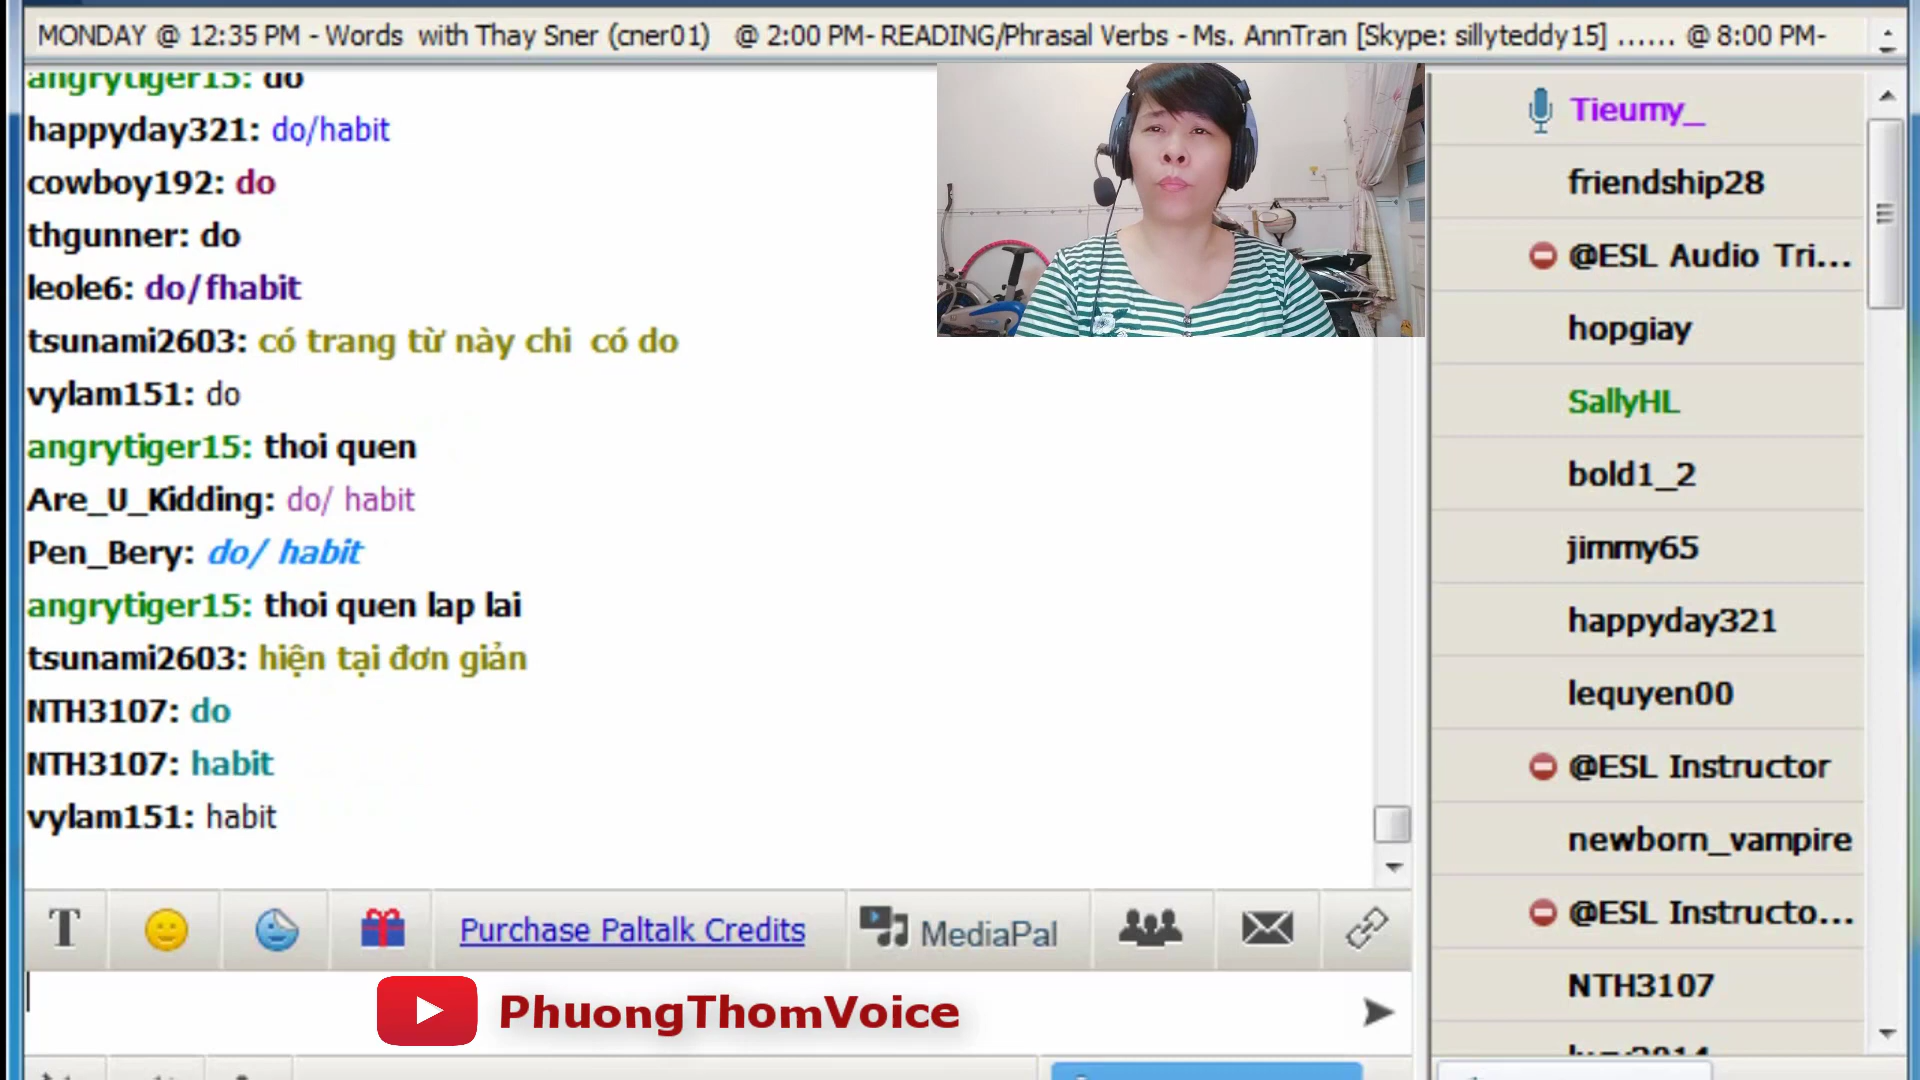 MONDAY @ 12:35 PM - Words with Thay Sner (cner01) @ 2:00 PM- READING/Phrasal Verbs - Ms. AnnTran [Skype: sillyteddy15] ...... @ 8:00 PM-
angrytiger15: do
happyday321: do/habit
cowboy192: do
thgunner: do
leole6: do/fhabit
tsunami2603: có trang từ này chi có do
vylam151: do
angrytiger15: thoi quen
Are_U_Kidding: do/ habit
Pen_Bery: do/ habit
angrytiger15: thoi quen lap lai
tsunami2603: hiện tại đơn giản
NTH3107: do
NTH3107: habit
vylam151: habit
Tieumy_
friendship28
@ESL Audio Tri...
hopgiay
SallyHL
bold1_2
jimmy65
happyday321
lequyen00
@ESL Instructor
newborn_vampire
@ESL Instructo...
NTH3107
T
Purchase Paltalk Credits
MediaPal
PhuongThomVoice